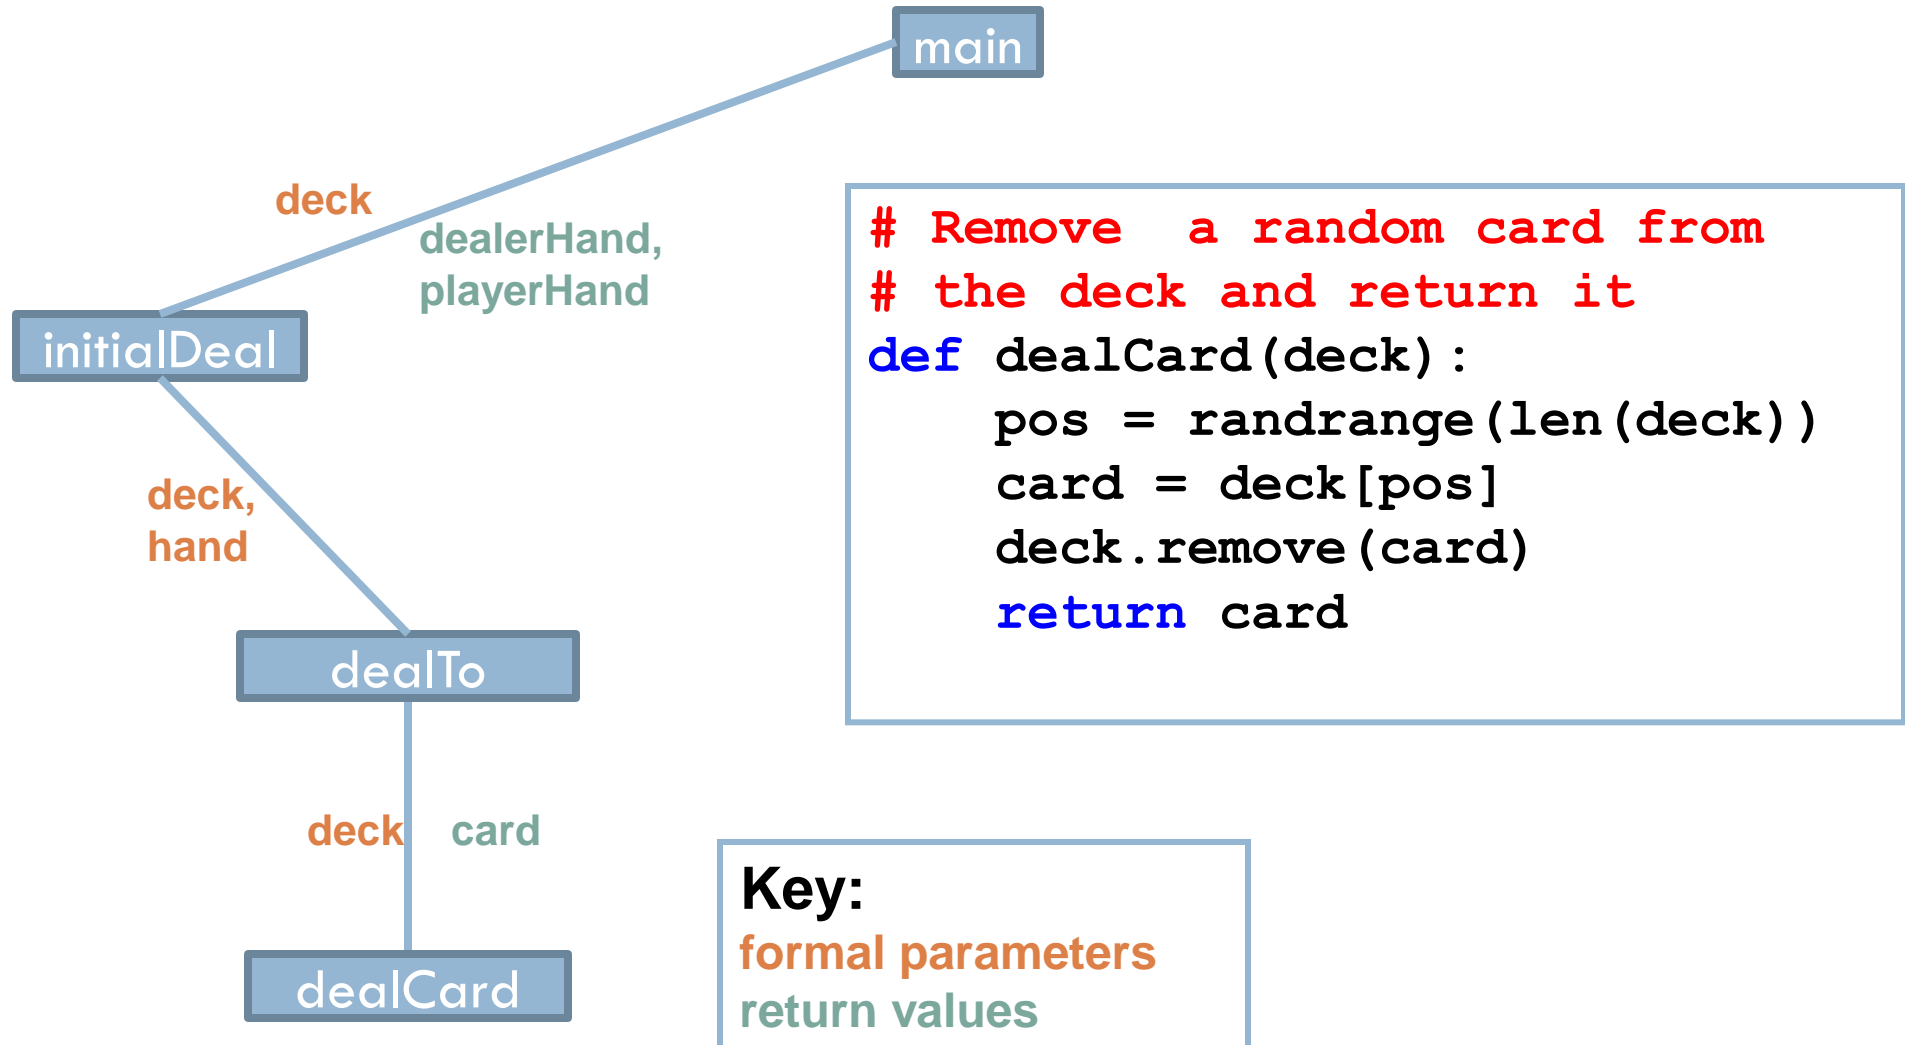 main
deck
dealerHand,
playerHand
initialDeal
deck,
hand
dealTo
deck card
dealCard
# Remove  a random card from
# the deck and return it
def dealCard(deck):
    pos = randrange(len(deck))
    card = deck[pos]
    deck.remove(card)
    return card
Key:
formal parameters
return values